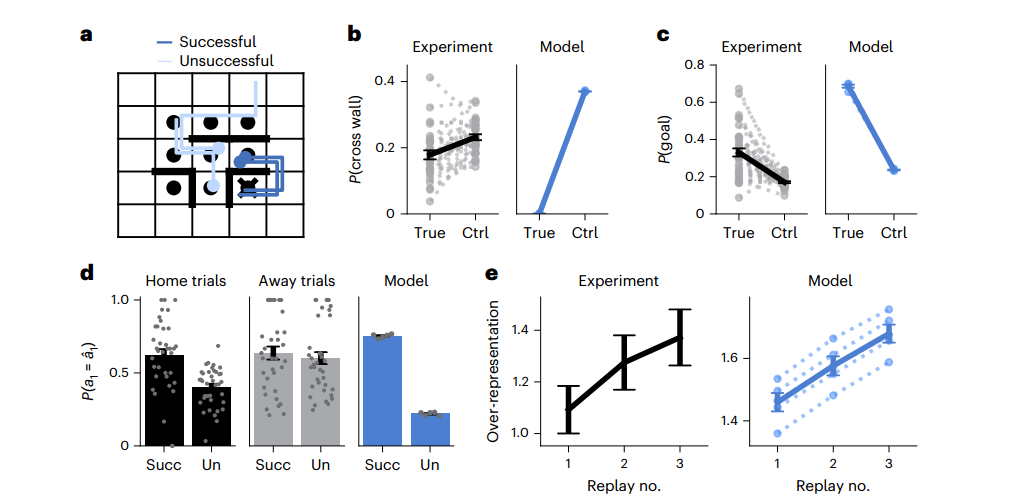 a
Successful
Unsuccessful
b
Experiment
Model
P(cross wall)
0.4
0.2
0
True
Ctrl
True
Ctrl
c
Experiment
Model
P(goal)
0.8
0.6
0.4
0.2
0
True
Ctrl
True
Ctrl
d
Home trials
Away trials
Model
P(a₁ = â₁)
1.0
0.5
0
Succ
Un
Succ
Un
Succ
Un
e
Experiment
Model
Over-representation
1.4
1.2
1.0
1
2
3
Replay no.
1.6
1.4
1
2
3
Replay no.